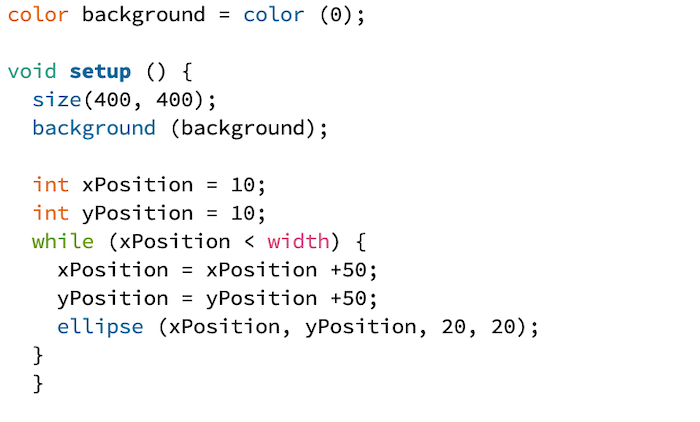 color background = color (0);
void setup () {
size(400, 400);
background (background);
int xPosition = 10;
int yPosition = 10;
while (xPosition < width) {
xPosition = xPosition +50;
yPosition = yPosition +50;
ellipse (xPosition, yPosition, 20, 20);
}
}